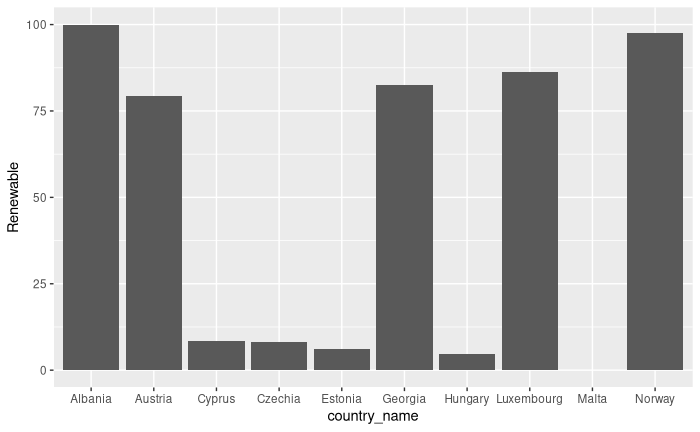 Renewable
100
75
50
25
0
Albania Austria Cyprus Czechia Estonia Georgia Hungary Luxembourg Malta Norway
country_name